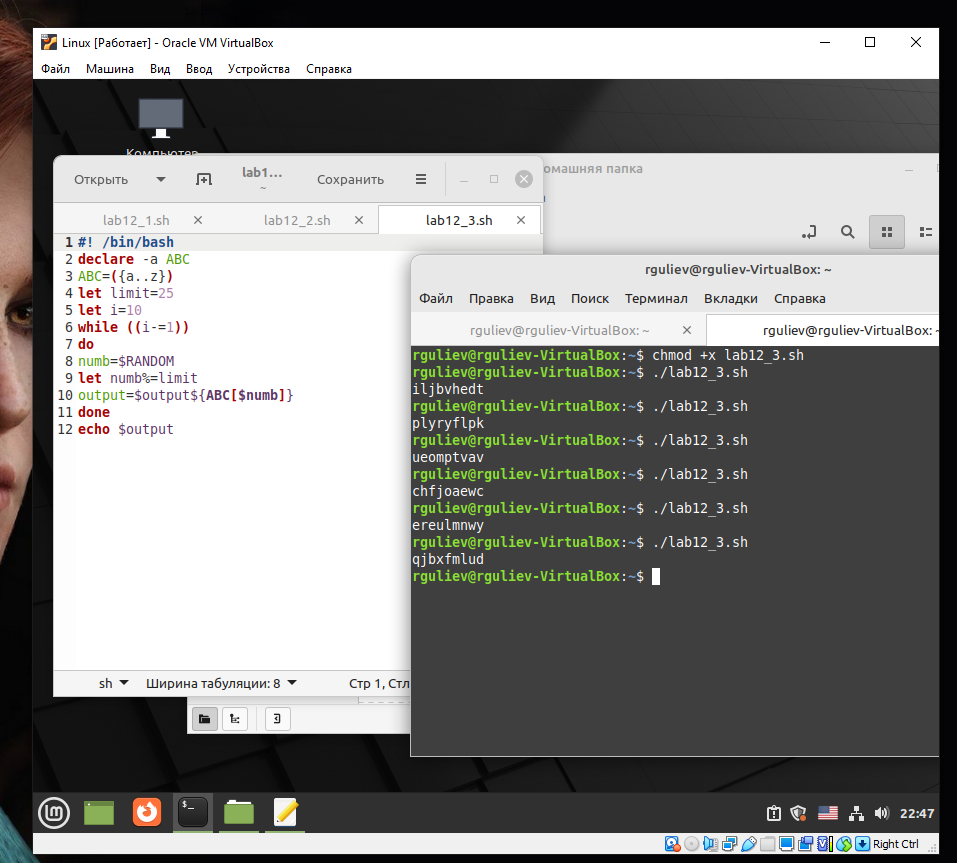 Linux [Работает] - Oracle VM VirtualBox
Файл Машина Вид Ввод Устройства Справка
Компьютер
Открыть lab1... Сохранить
~
омашняя папка
lab12_1.sh lab12_2.sh lab12_3.sh
1 #! /bin/bash
2 declare -a ABC
3 ABC=({a..z})
4 let limit=25
5 let i=10
6 while ((i-=1))
7 do
8 numb=$RANDOM
9 let numb%=limit
10 output=$output${ABC[$numb]}
11 done
12 echo $output
sh Ширина табуляции: 8 Стр 1, Стл
rguliev@rguliev-VirtualBox: ~
Файл Правка Вид Поиск Терминал Вкладки Справка
rguliev@rguliev-VirtualBox: ~ rguliev@rguliev-VirtualBox: ~
rguliev@rguliev-VirtualBox:~$ chmod +x lab12_3.sh
rguliev@rguliev-VirtualBox:~$ ./lab12_3.sh
iljbvhedt
rguliev@rguliev-VirtualBox:~$ ./lab12_3.sh
plyryflpk
rguliev@rguliev-VirtualBox:~$ ./lab12_3.sh
ueomptvav
rguliev@rguliev-VirtualBox:~$ ./lab12_3.sh
chfjoaewc
rguliev@rguliev-VirtualBox:~$ ./lab12_3.sh
ereulmnwy
rguliev@rguliev-VirtualBox:~$ ./lab12_3.sh
qjbxfmlud
rguliev@rguliev-VirtualBox:~$
22:47
Right Ctrl